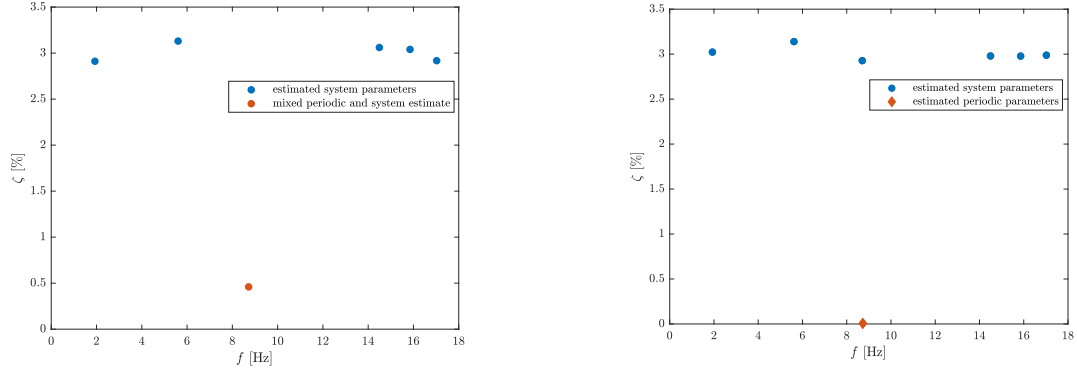 3.5
3
2.5
2
1.5
1
0.5
0
ζ [%]
0 2 4 6 8 10 12 14 16 18
f [Hz]
estimated system parameters
mixed periodic and system estimate
3.5
3
2.5
2
1.5
1
0.5
0
ζ [%]
0 2 4 6 8 10 12 14 16 18
f [Hz]
estimated system parameters
estimated periodic parameters